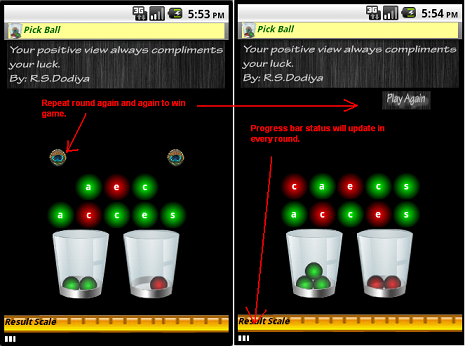 3G 5:53 PM
Pick Ball
Your positive view always compliments
your luck.
By: R.S.Dodiya
Repeat round again and again to win
game.
a e c
a c c e s
Result Scale
3G 5:54 PM
Pick Ball
Your positive view always compliments
your luck.
By: R.S.Dodiya
Play Again
Progress bar status will update in
every round.
c a e c s
a c c e s
Result Scale